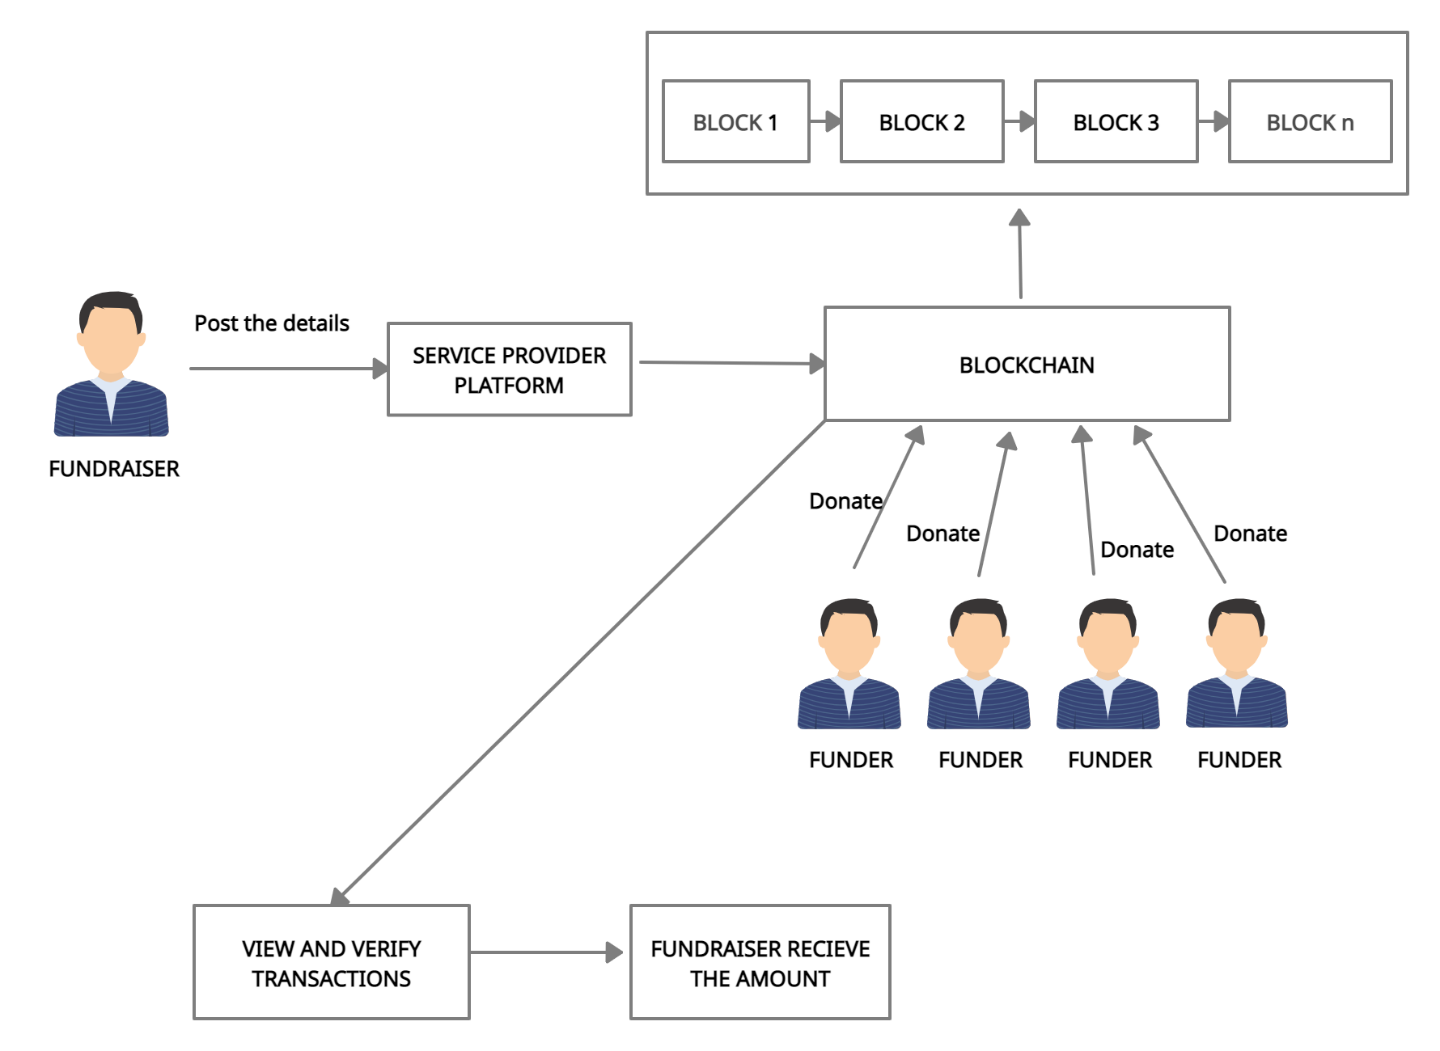 BLOCK 1
BLOCK 2
BLOCK 3
BLOCK n
Post the details
SERVICE PROVIDER
PLATFORM
BLOCKCHAIN
FUNDRAISER
Donate
Donate
Donate
Donate
FUNDER
FUNDER
FUNDER
FUNDER
VIEW AND VERIFY
TRANSACTIONS
FUNDRAISER RECIEVE
THE AMOUNT